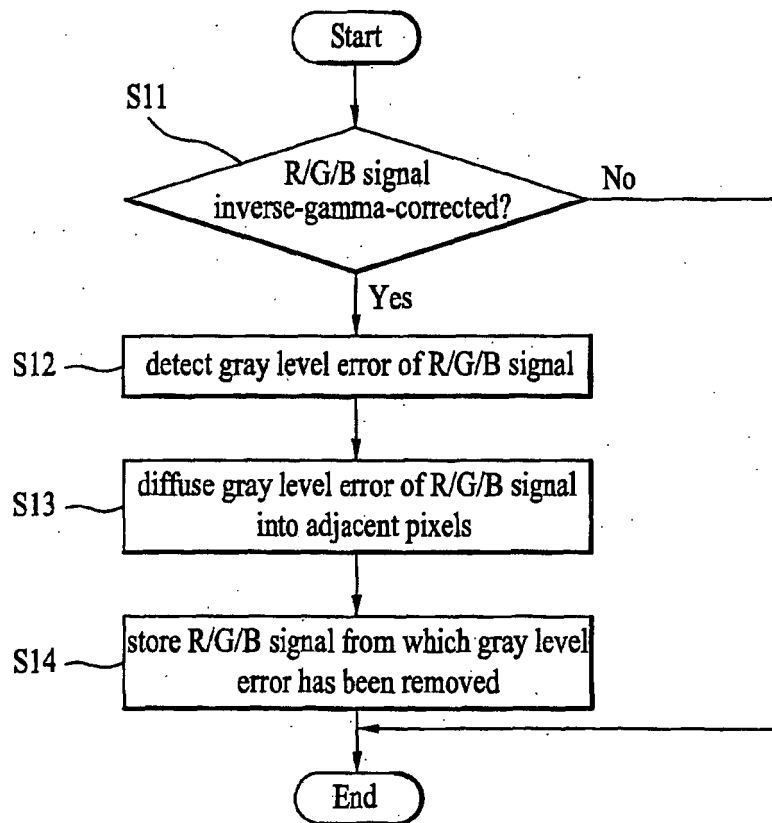 Start
S11
R/G/B signal
inverse-gamma-corrected?
No
Yes
S12
detect gray level error of R/G/B signal
S13
diffuse gray level error of R/G/B signal
into adjacent pixels
S14
store R/G/B signal from which gray level
error has been removed
End